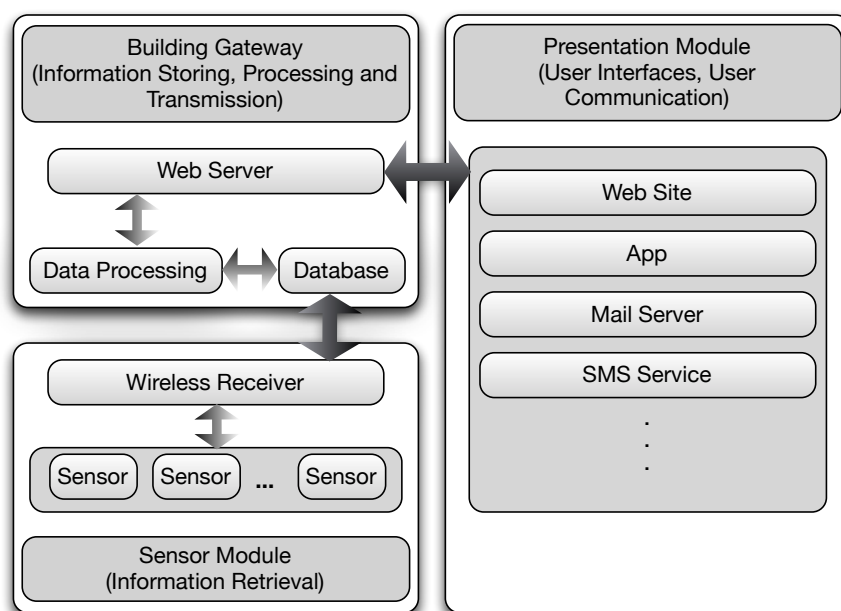 Building Gateway
(Information Storing, Processing and
Transmission)
Web Server
Data Processing
Database
Wireless Receiver
Sensor
Sensor
...
Sensor
Sensor Module
(Information Retrieval)
Presentation Module
(User Interfaces, User
Communication)
Web Site
App
Mail Server
SMS Service
.
.
.